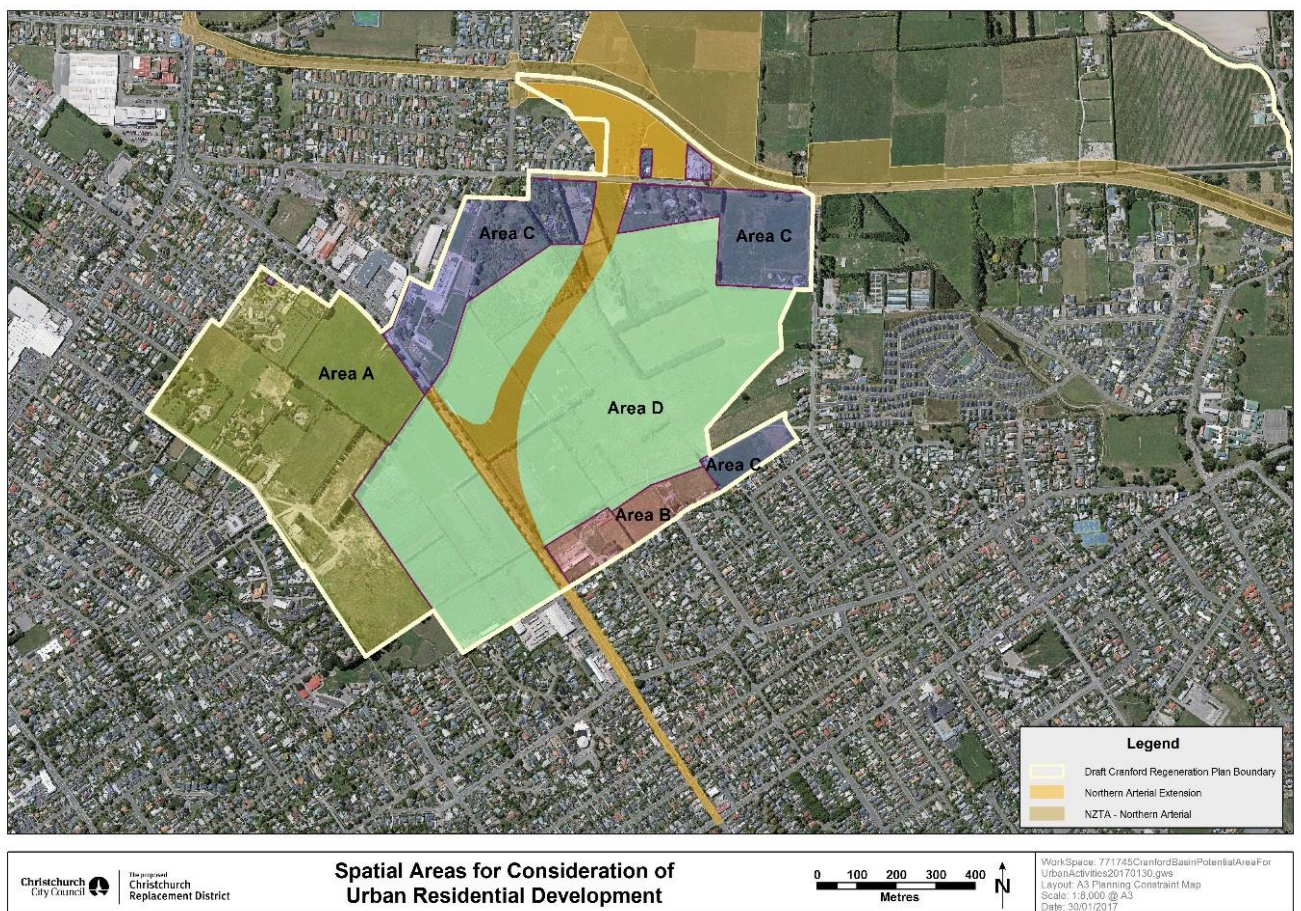 Area C
Area C
Area A
Area D
Area C
Area B
Legend
Draft Cranford Regeneration Plan Boundary
Northern Arterial Extension
NZTA - Northern Arterial
Christchurch
City Council
The proposed
Christchurch
Replacement District
Spatial Areas for Consideration of
Urban Residential Development
0 100 200 300 400
Metres
N
WorkSpace: 771745CranfordBasinPotentialAreaFor
UrbanActivities20170130.gws
Layout: A3 Planning Constraint Map
Scale: 1:8,000 @ A3
Date: 30/01/2017